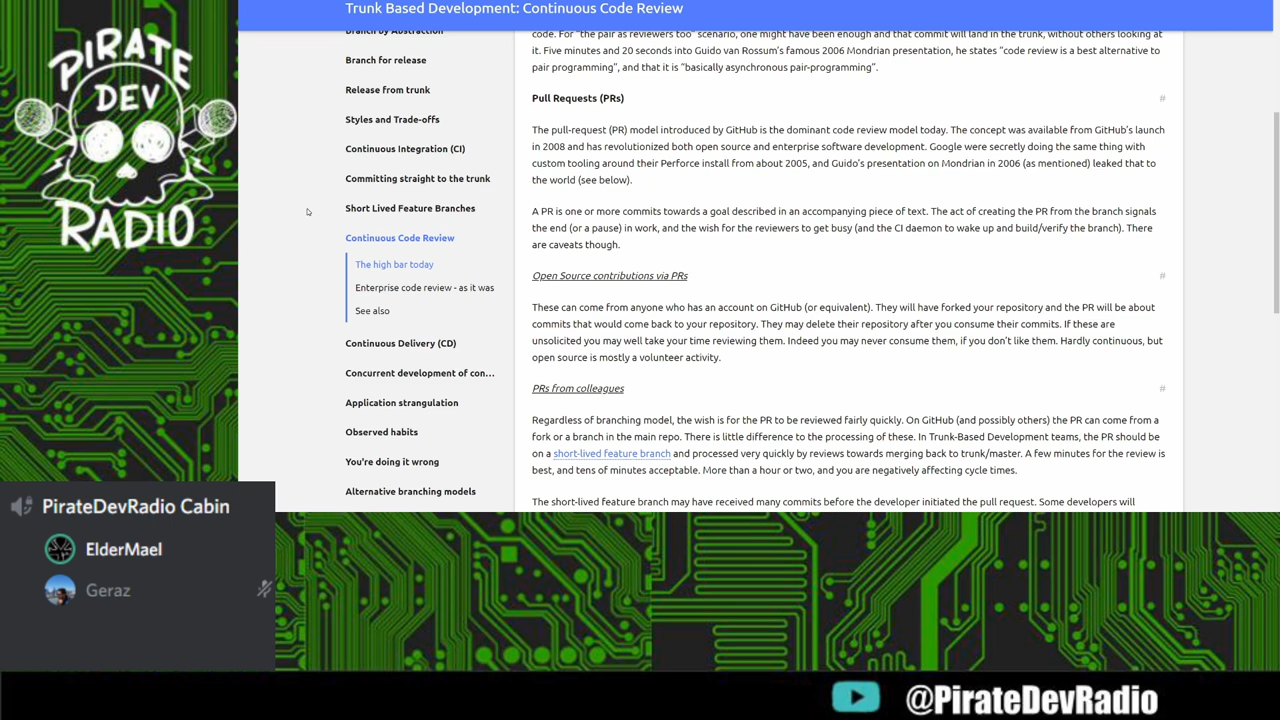 PIRATE
DEV
RADIO
Trunk Based Development: Continuous Code Review
Branch by Abstraction
Branch for release
Release from trunk
Styles and Trade-offs
Continuous Integration (CI)
Committing straight to the trunk
Short Lived Feature Branches
Continuous Code Review
The high bar today
Enterprise code review - as it was
See also
Continuous Delivery (CD)
Concurrent development of con...
Application strangulation
Observed habits
You're doing it wrong
Alternative branching models
code. For "the pair as reviewers too" scenario, one might have been enough and that commit will land in the trunk, without others looking at
it. Five minutes and 20 seconds into Guido van Rossum's famous 2006 Mondrian presentation, he states "code review is a best alternative to
pair programming", and that it is "basically asynchronous pair-programming".
Pull Requests (PRs)
#
The pull-request (PR) model introduced by GitHub is the dominant code review model today. The concept was available from GitHub's launch
in 2008 and has revolutionized both open source and enterprise software development. Google were secretly doing the same thing with
custom tooling around their Perforce install from about 2005, and Guido's presentation on Mondrian in 2006 (as mentioned) leaked that to
the world (see below).
A PR is one or more commits towards a goal described in an accompanying piece of text. The act of creating the PR from the branch signals
the end (or a pause) in work, and the wish for the reviewers to get busy (and the CI daemon to wake up and build/verify the branch). There
are caveats though.
Open Source contributions via PRs
#
These can come from anyone who has an account on GitHub (or equivalent). They will have forked your repository and the PR will be about
commits that would come back to your repository. They may delete their repository after you consume their commits. If these are
unsolicited you may well take your time reviewing them. Indeed you may never consume them, if you don't like them. Hardly continuous, but
open source is mostly a volunteer activity.
PRs from colleagues
#
Regardless of branching model, the wish is for the PR to be reviewed fairly quickly. On GitHub (and possibly others) the PR can come from a
fork or a branch in the main repo. There is little difference to the processing of these. In Trunk-Based Development teams, the PR should be
on a short-lived feature branch and processed very quickly by reviews towards merging back to trunk/master. A few minutes for the review is
best, and tens of minutes acceptable. More than a hour or two, and you are negatively affecting cycle times.
The short-lived feature branch may have received many commits before the developer initiated the pull request. Some developers will
PirateDevRadio Cabin
ElderMael
Geraz
@PirateDevRadio